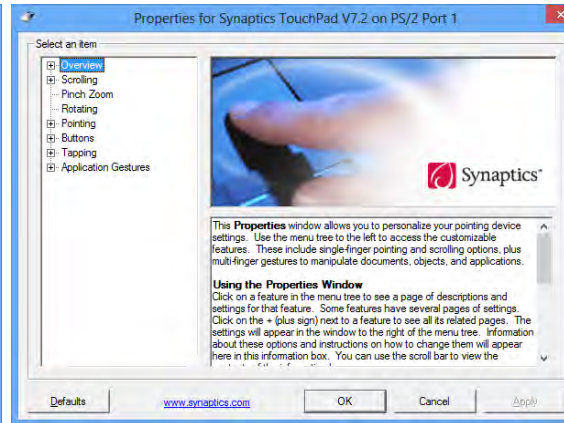 Properties for Synaptics TouchPad V7.2 on PS/2 Port 1
Select an item
Overview
Scrolling
Pinch Zoom
Rotating
Pointing
Buttons
Tapping
Application Gestures
Synaptics
This Properties window allows you to personalize your pointing device
settings. Use the menu tree to the left to access the customizable
features. These include single-finger pointing and scrolling options, plus
multi-finger gestures to manipulate documents, objects, and applications.
Using the Properties Window
Click on a feature in the menu tree to see a page of descriptions and
settings for that feature. Some features have several pages of settings.
Click on the + (plus sign) next to a feature to see all its related pages. The
settings will appear in the window to the right of the menu tree. Information
about these options and instructions on how to change them will appear
here in this information box. You can use the scroll bar to view the
Defaults
www.synaptics.com
OK
Cancel
Apply